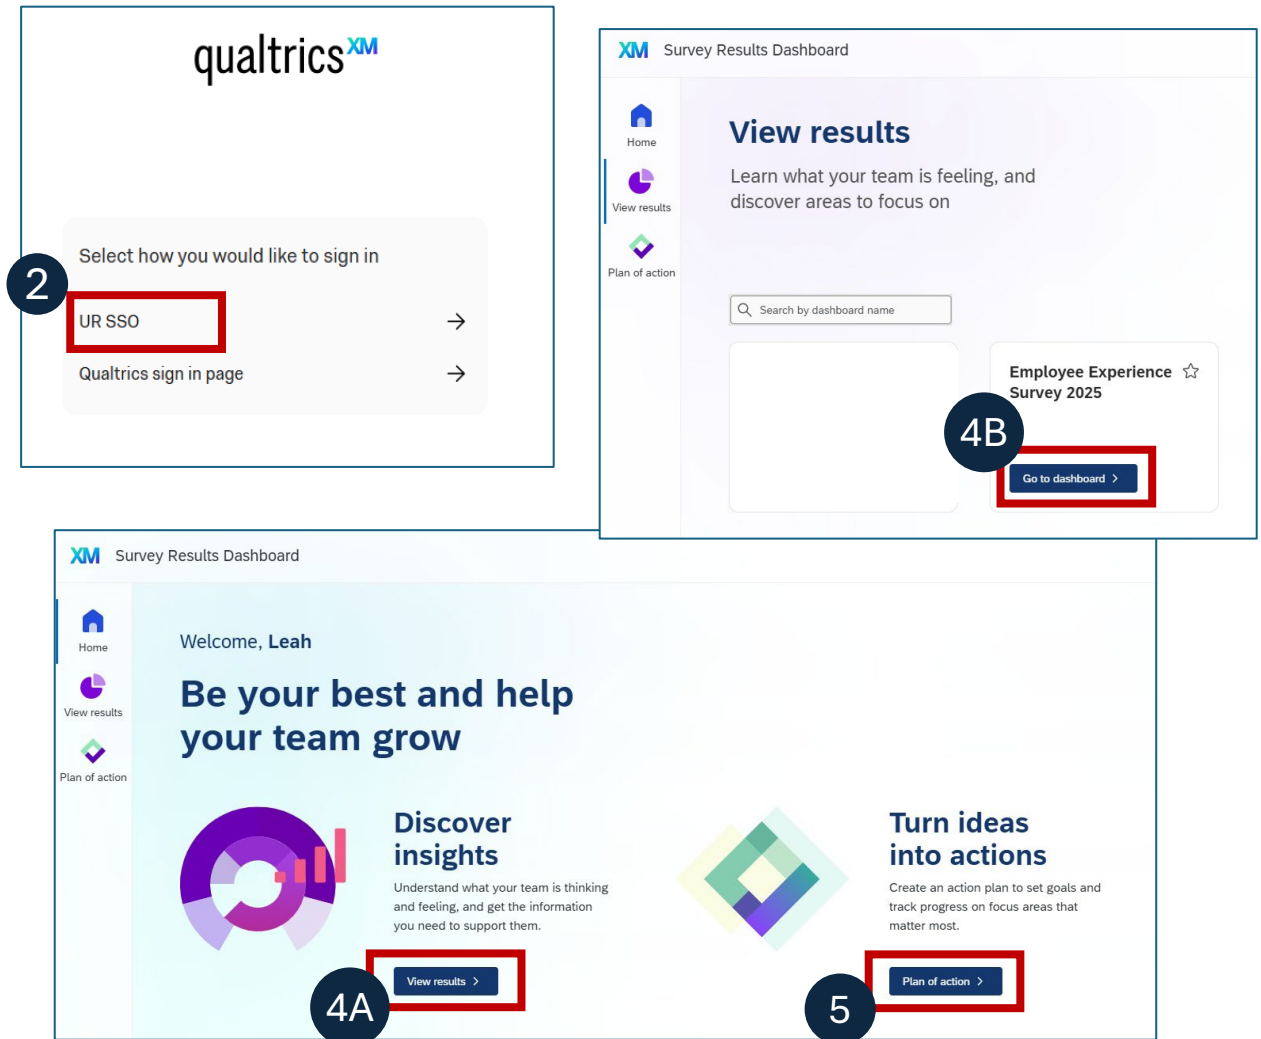 qualtrics XM
Select how you would like to sign in
2
UR SSO
Qualtrics sign in page
XM Survey Results Dashboard
Home
View results
Plan of action
View results
Learn what your team is feeling, and
discover areas to focus on
Search by dashboard name
Employee Experience
Survey 2025
4B
Go to dashboard
XM Survey Results Dashboard
Home
View results
Plan of action
Welcome, Leah
Be your best and help
your team grow
Discover
insights
Understand what your team is thinking
and feeling, and get the information
you need to support them.
4A
View results
Turn ideas
into actions
Create an action plan to set goals and
track progress on focus areas that
matter most.
5
Plan of action